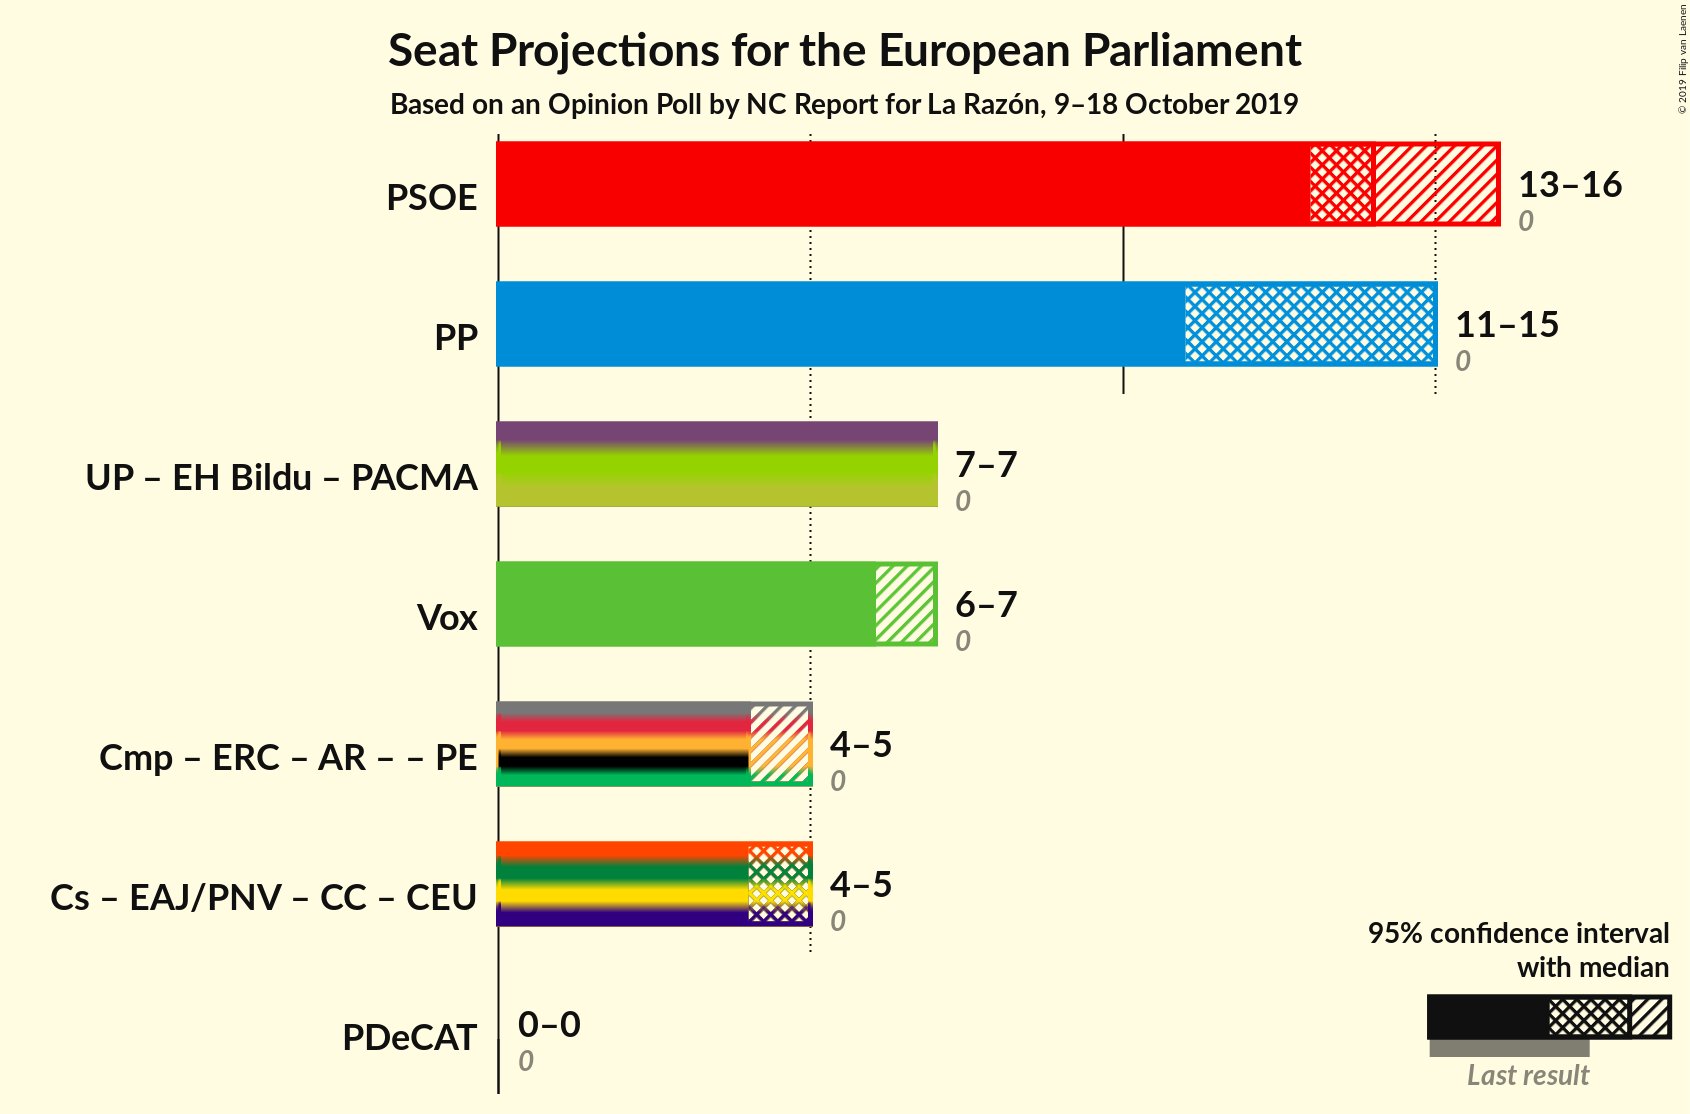 Seat Projections for the European Parliament
Based on an Opinion Poll by NC Report for La Razón, 9–18 October 2019
© 2019 Filip van Laenen
PSOE
13–16
0
PP
11–15
0
UP – EH Bildu – PACMA
7–7
0
Vox
6–7
0
Cmp – ERC – AR – – PE
4–5
0
Cs – EAJ/PNV – CC – CEU
4–5
0
PDeCAT
0–0
0
95% confidence interval
with median
Last result